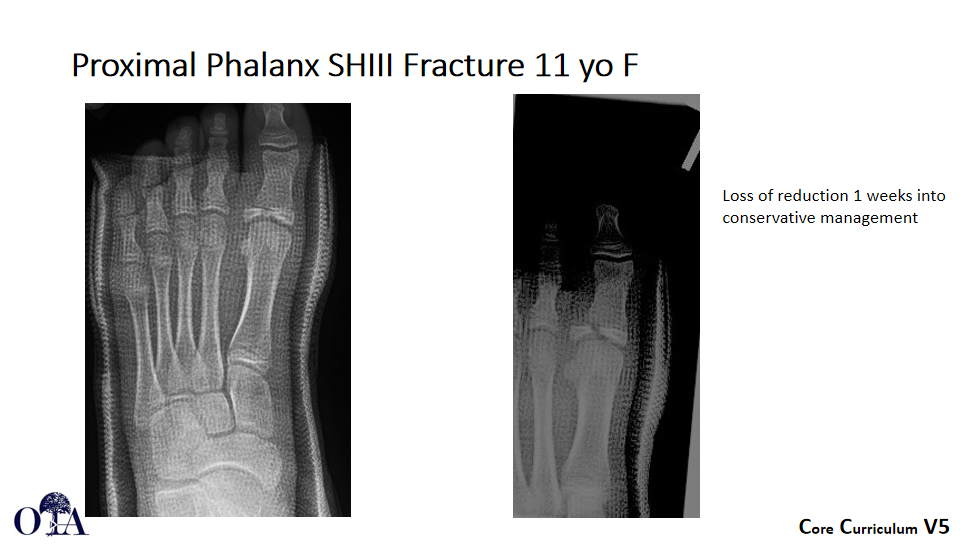 Proximal Phalanx SHIII Fracture 11 yo F
Loss of reduction 1 weeks into
conservative management
OTA
Core Curriculum V5